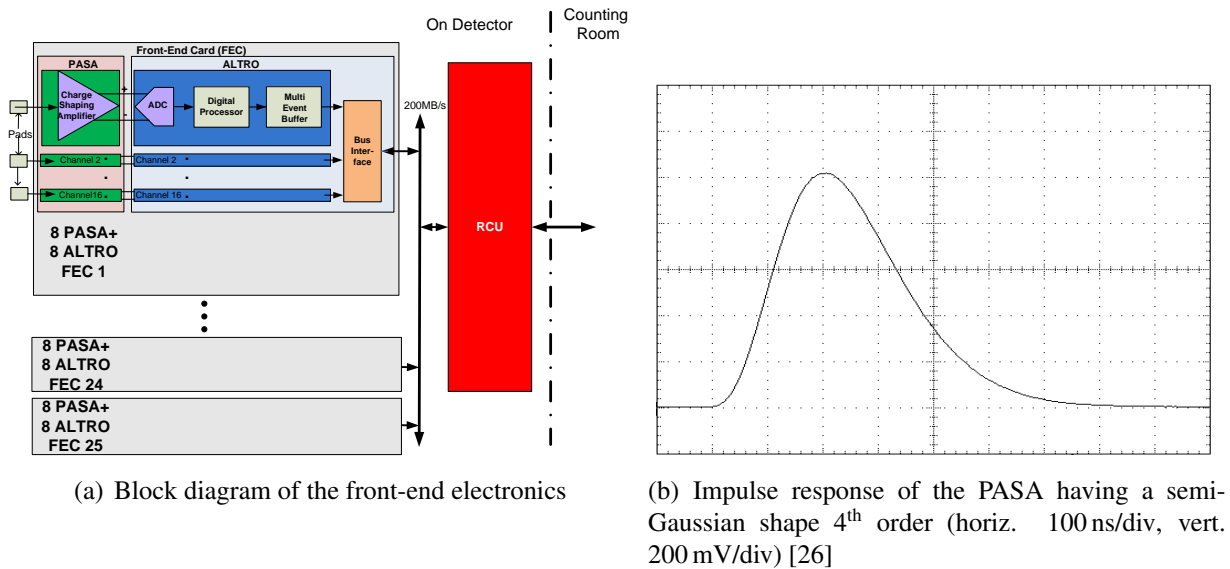 On Detector
Counting
Room
Front-End Card (FEC)
PASA
ALTRO
Charge
Shaping
Amplifier
+
-
ADC
Digital
Processor
Multi
Event
Buffer
Bus
Inter-
face
200MB/s
Pads
Channel 2
Channel 2
Channel16
Channel 16
8 PASA+
8 ALTRO
FEC 1
RCU
8 PASA+
8 ALTRO
FEC 24
8 PASA+
8 ALTRO
FEC 25
(a) Block diagram of the front-end electronics
(b) Impulse response of the PASA having a semi-
Gaussian shape 4th order (horiz. 100 ns/div, vert.
200 mV/div) [26]